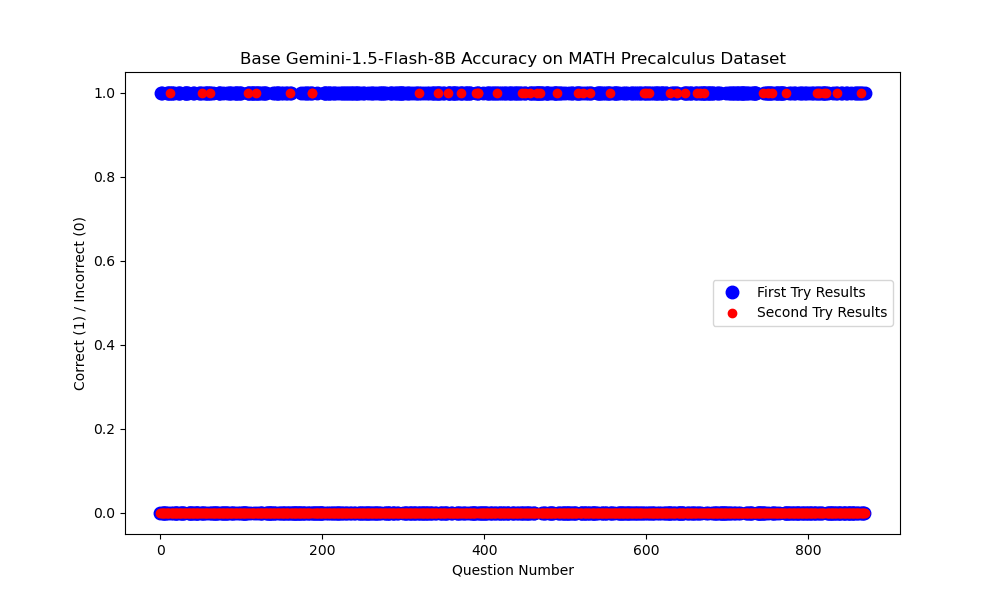 Base Gemini-1.5-Flash-8B Accuracy on MATH Precalculus Dataset
1.0
0.8
0.6
0.4
0.2
0.0
Correct (1) / Incorrect (0)
First Try Results
Second Try Results
0
200
400
600
800
Question Number